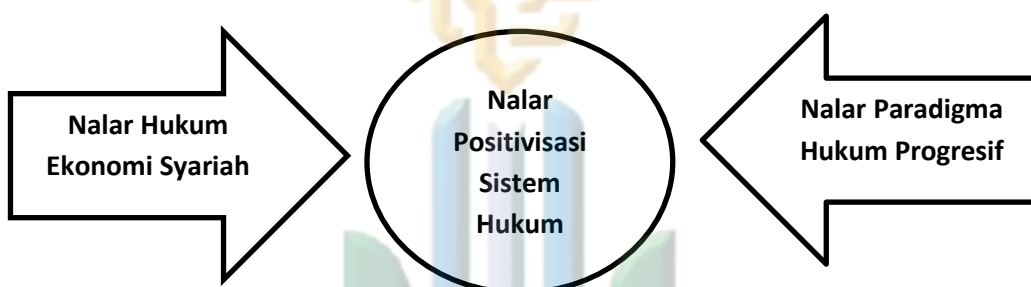 Nalar Hukum
Ekonomi Syariah
Nalar
Positivisasi
Sistem
Hukum
Nalar Paradigma
Hukum Progresif